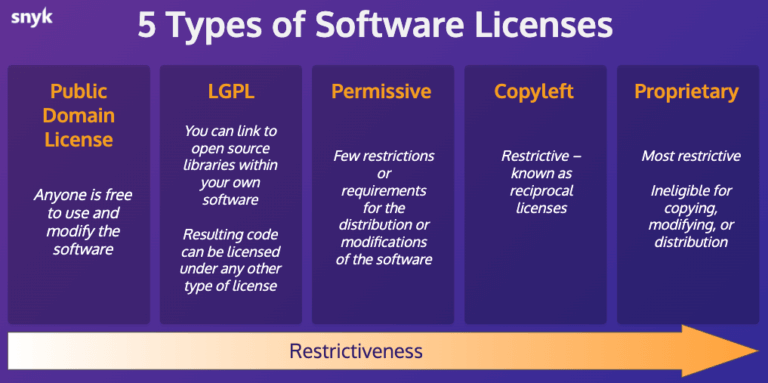 snyk
5 Types of Software Licenses
Public
Domain
License
Anyone is free
to use and
modify the
software
LGPL
You can link to
open source
libraries within
your own
software
Resulting code
can be licensed
under any other
type of license
Permissive
Few restrictions
or
requirements
for the
distribution or
modifications
of the software
Copyleft
Restrictive –
known as
reciprocal
licenses
Proprietary
Most restrictive
Ineligible for
copying,
modifying, or
distribution
Restrictiveness